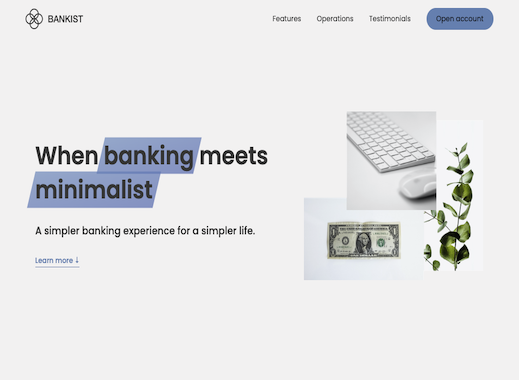 BANKIST
Features Operations Testimonials Open account
When banking meets
minimalist
A simpler banking experience for a simpler life.
Learn more ↓